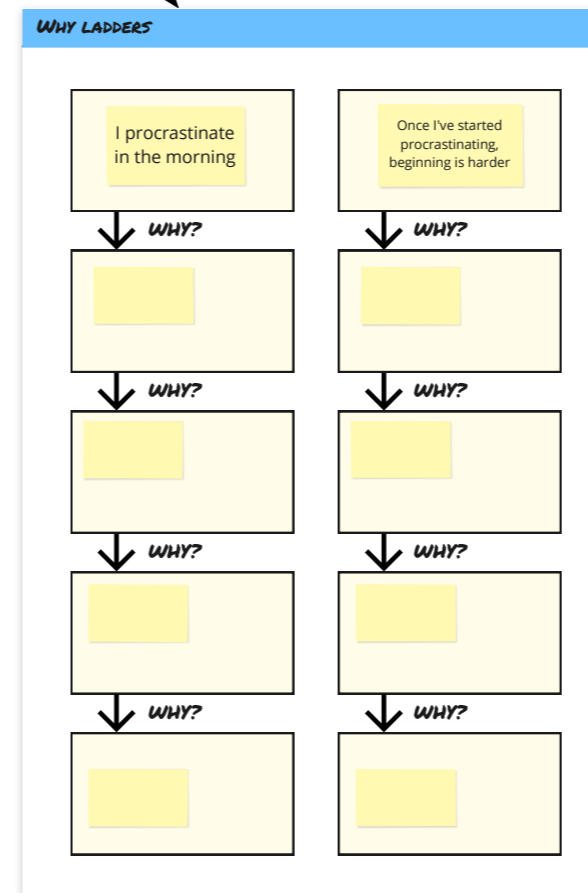 WHY LADDERS
I procrastinate
in the morning
Once I've started
procrastinating,
beginning is harder
WHY?
WHY?
WHY?
WHY?
WHY?
WHY?
WHY?
WHY?